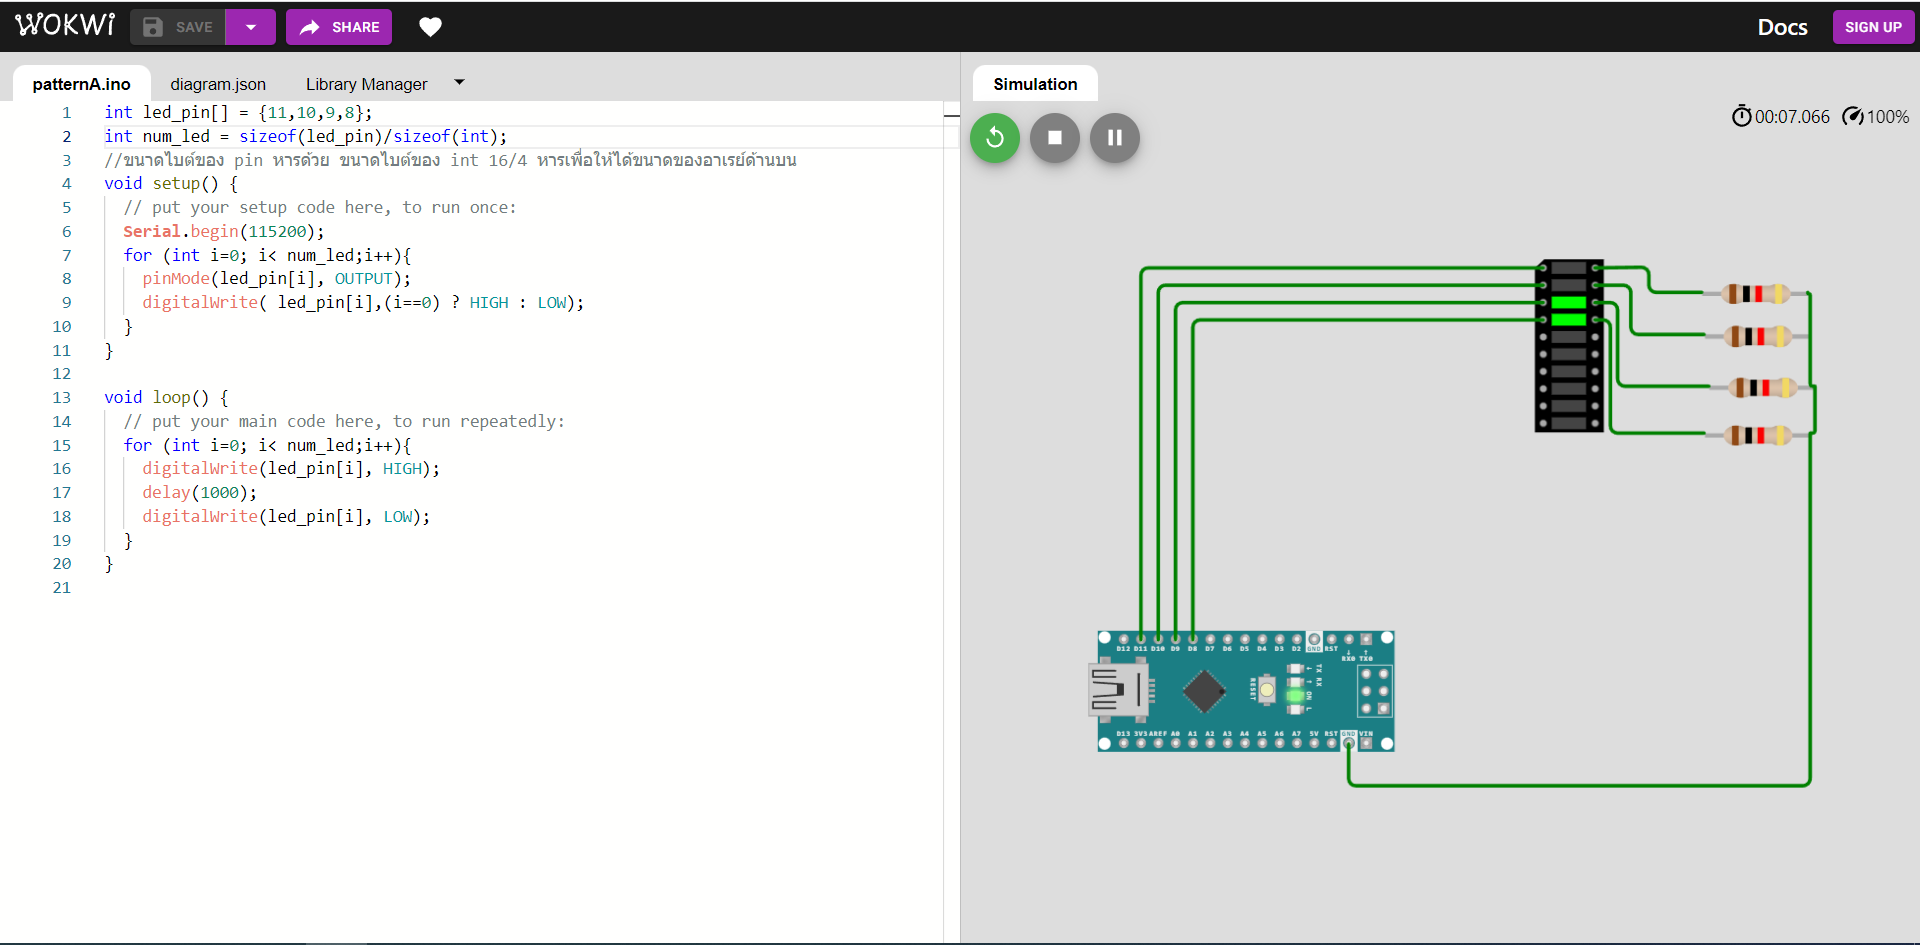 WOKWI SAVE SHARE Docs SIGN UP
patternA.ino diagram.json Library Manager
1 int led_pin[] = {11,10,9,8};
2 int num_led = sizeof(led_pin)/sizeof(int);
3 //ขนาดไบต์ของ pin หารด้วย ขนาดไบต์ของ int 16/4 หารเพื่อให้ได้ขนาดของอาเรย์ด้านบน
4 void setup() {
5 // put your setup code here, to run once:
6 Serial.begin(115200);
7 for (int i=0; i< num_led;i++){
8 pinMode(led_pin[i], OUTPUT);
9 digitalWrite( led_pin[i],(i==0) ? HIGH : LOW);
10 }
11 }
12
13 void loop() {
14 // put your main code here, to run repeatedly:
15 for (int i=0; i< num_led;i++){
16 digitalWrite(led_pin[i], HIGH);
17 delay(1000);
18 digitalWrite(led_pin[i], LOW);
19 }
20 }
21
Simulation
00:07.066 100%
D12 D11 D10 D9 D8 D7 D6 D5 D4 D3 D2 GND RST
RX0 TX0
RESET
TX
RX
ON
L
D13 3V3 AREF A0 A1 A2 A3 A4 A5 A6 A7 5V RST GND VIN